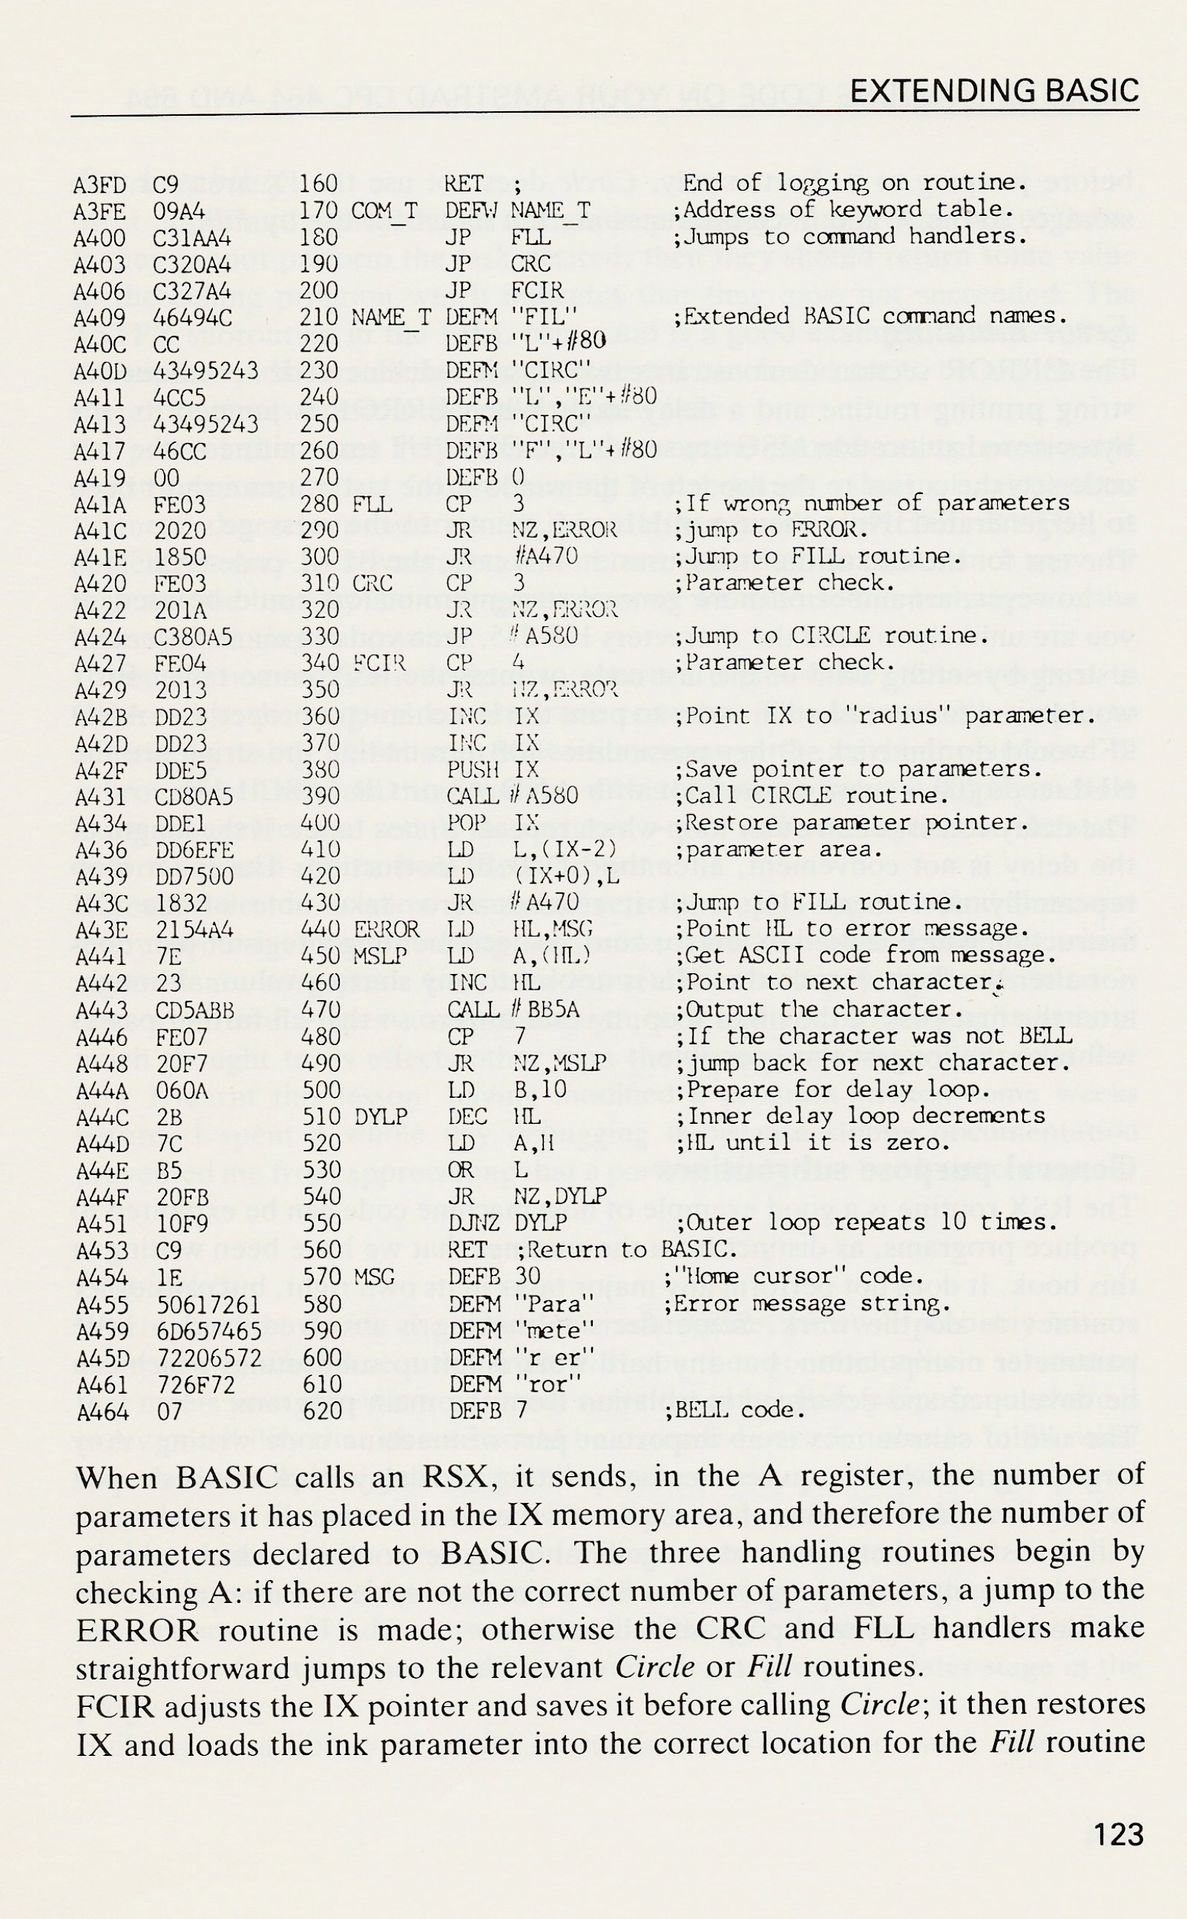 EXTENDING BASIC
A3FD C9 160 RET ; End of logging on routine.
A3FE 09A4 170 COM_T DEFW NAME_T ;Address of keyword table.
A400 C31AA4 180 JP FLL ;Jumps to command handlers.
A403 C320A4 190 JP CRC
A406 C327A4 200 JP FCIR
A409 46494C 210 NAME_T DEFM "FIL" ;Extended BASIC command names.
A40C CC 220 DEFB "L"+#80
A40D 43495243 230 DEFM "CIRC"
A411 4CC5 240 DEFB "L","E"+#80
A413 43495243 250 DEFM "CIRC"
A417 46CC 260 DEFB "F","L"+#80
A419 00 270 DEFB 0
A41A FE03 280 FLL CP 3 ;If wrong number of parameters
A41C 2020 290 JR NZ,ERROR ;jump to ERROR.
A41E 1850 300 JR #A470 ;Jump to FILL routine.
A420 FE03 310 CRC CP 3 ;Parameter check.
A422 201A 320 JR NZ,ERROR
A424 C380A5 330 JP #A580 ;Jump to CIRCLE routine.
A427 FE04 340 FCIR CP 4 ;Parameter check.
A429 2013 350 JR NZ,ERROR
A42B DD23 360 INC IX ;Point IX to "radius" parameter.
A42D DD23 370 INC IX
A42F DDE5 380 PUSH IX ;Save pointer to parameters.
A431 CD80A5 390 CALL #A580 ;Call CIRCLE routine.
A434 DDE1 400 POP IX ;Restore parameter pointer.
A436 DD6EFE 410 LD L,(IX-2) ;parameter area.
A439 DD7500 420 LD (IX+0),L
A43C 1832 430 JR #A470 ;Jump to FILL routine.
A43E 2154A4 440 ERROR LD HL,MSG ;Point HL to error message.
A441 7E 450 MSLP LD A,(HL) ;Get ASCII code from message.
A442 23 460 INC HL ;Point to next character.
A443 CD5ABB 470 CALL #BB5A ;Output the character.
A446 FE07 480 CP 7 ;If the character was not BELL
A448 20F7 490 JR NZ,MSLP ;jump back for next character.
A44A 060A 500 LD B,10 ;Prepare for delay loop.
A44C 2B 510 DYLP DEC HL ;Inner delay loop decrements
A44D 7C 520 LD A,H ;HL until it is zero.
A44E B5 530 OR L
A44F 20FB 540 JR NZ,DYLP
A451 10F9 550 DJNZ DYLP ;Outer loop repeats 10 times.
A453 C9 560 RET ;Return to BASIC.
A454 1E 570 MSG DEFB 30 ;"Home cursor" code.
A455 50617261 580 DEFM "Para" ;Error message string.
A459 6D657465 590 DEFM "mete"
A45D 72206572 600 DEFM "r er"
A461 726F72 610 DEFM "ror"
A464 07 620 DEFB 7 ;BELL code.
When BASIC calls an RSX, it sends, in the A register, the number of
parameters it has placed in the IX memory area, and therefore the number of
parameters declared to BASIC. The three handling routines begin by
checking A: if there are not the correct number of parameters, a jump to the
ERROR routine is made; otherwise the CRC and FLL handlers make
straightforward jumps to the relevant Circle or Fill routines.
FCIR adjusts the IX pointer and saves it before calling Circle; it then restores
IX and loads the ink parameter into the correct location for the Fill routine
123